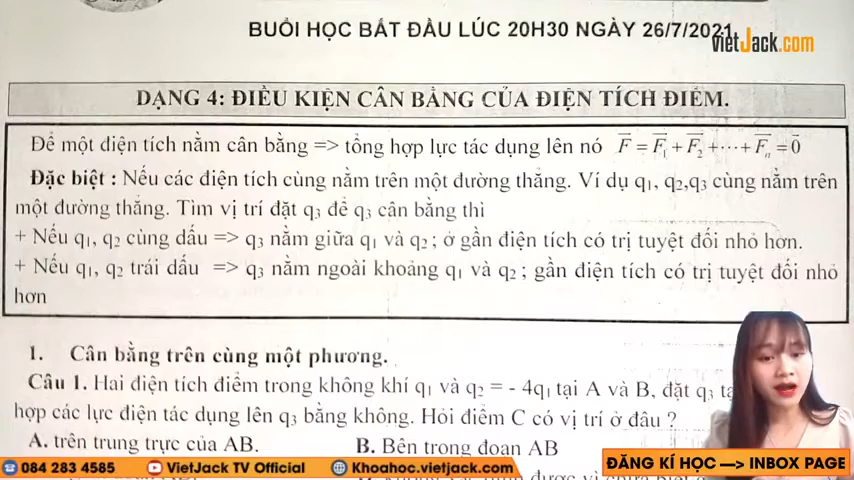 BUỔI HỌC BẮT ĐẦU LÚC 20H30 NGÀY 26/7/2021
vietJack.com
DẠNG 4: ĐIỀU KIỆN CÂN BẰNG CỦA ĐIỆN TÍCH ĐIỂM.
Để một điện tích nằm cân bằng => tổng hợp lực tác dụng lên nó F⃗ = F⃗₁ + F⃗₂ + ··· + F⃗ₙ = 0⃗
Đặc biệt : Nếu các điện tích cùng nằm trên một đường thẳng. Ví dụ q₁, q₂,q₃ cùng nằm trên
một đường thẳng. Tìm vị trí đặt q₃ để q₃ cân bằng thì
+ Nếu q₁, q₂ cùng dấu => q₃ nằm giữa q₁ và q₂ ; ở gần điện tích có trị tuyệt đối nhỏ hơn.
+ Nếu q₁, q₂ trái dấu => q₃ nằm ngoài khoảng q₁ và q₂ ; gần điện tích có trị tuyệt đối nhỏ
hơn
1. Cân bằng trên cùng một phương.
Câu 1. Hai điện tích điểm trong không khí q₁ và q₂ = - 4q₁ tại A và B, đặt q₃
hợp các lực điện tác dụng lên q₃ bằng không. Hỏi điểm C có vị trí ở đâu ?
A. trên trung trực của AB. B. Bên trong đoạn AB
084 283 4585 VietJack TV Official Khoahoc.vietjack.com
ĐĂNG KÍ HỌC —> INBOX PAGE